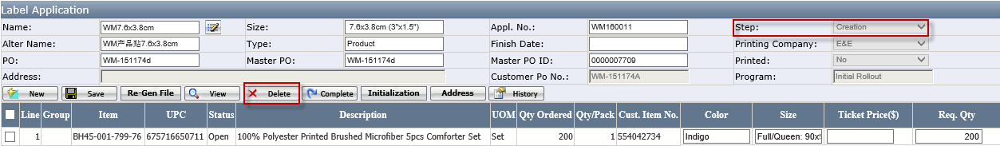 Label Application
Name: WM7.6x3.8cm Size: 7.6x3.8cm (3"x1.5") Appl. No.: WM160011 Step: Creation
Alter Name: WM产品贴7.6x3.8cm Type: Product Finish Date: Printing Company: E&E
PO: WM-151174d Master PO: WM-151174d Master PO ID: 0000007709 Printed: No
Address: Customer Po No.: WM-151174A Program: Initial Rollout
New Save Re-Gen File View Delete Complete Initialization Address History
Line Group Item UPC Status Description UOM Qty Ordered Qty/Pack Cust. Item No. Color Size Ticket Price($) Req. Qty
1 BH45-001-799-76 675716650711 Open 100% Polyester Printed Brushed Microfiber 5pcs Comforter Set Set 200 1 554042734 Indigo Full/Queen: 90x 200